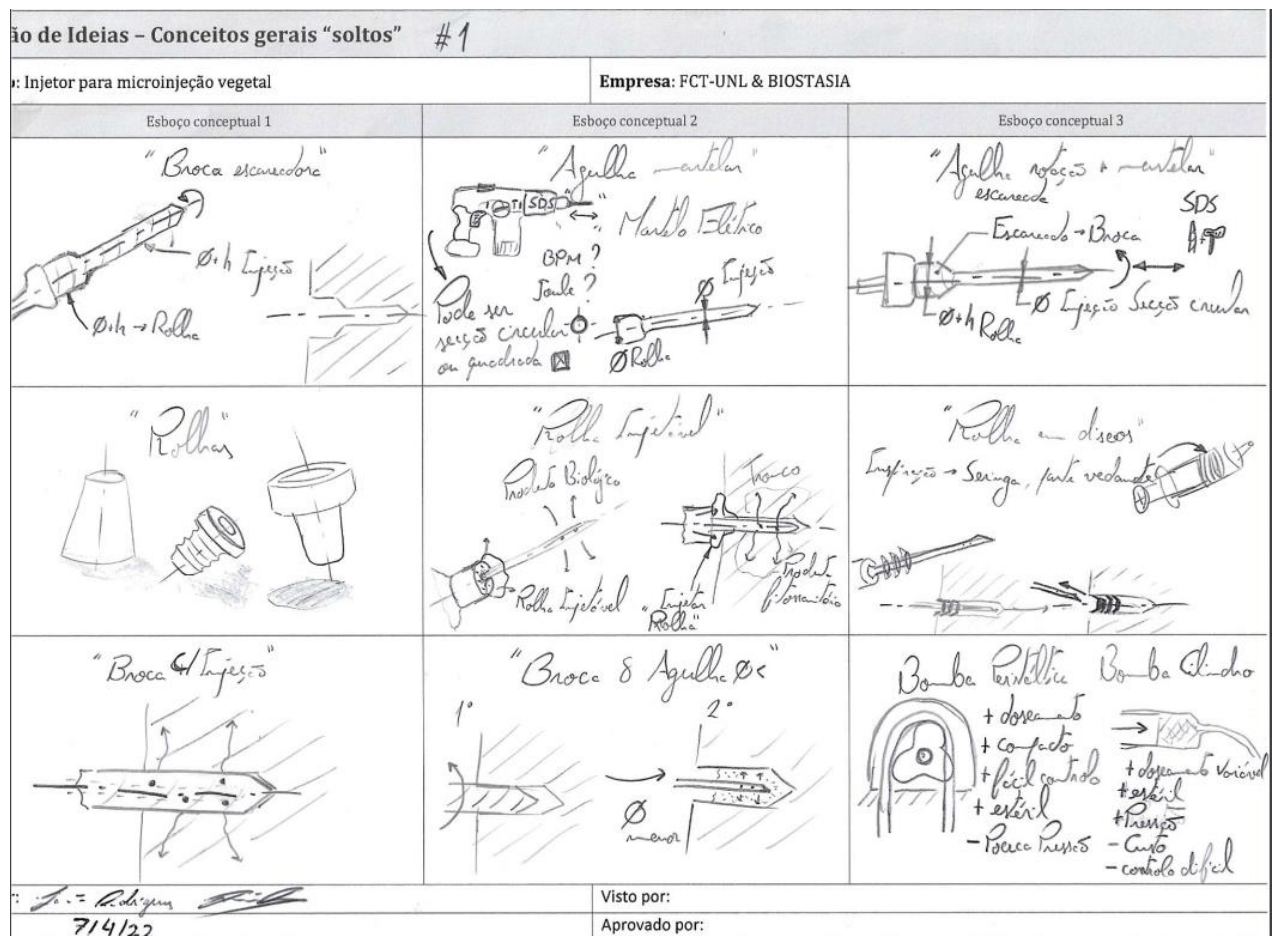 ão de Ideias – Conceitos gerais “soltos” #1
: Injetor para microinjeção vegetal
Empresa: FCT-UNL & BIOSTASIA
Esboço conceptual 1
Esboço conceptual 2
Esboço conceptual 3
"Broca escareadora"
Ø+h Injeção
Ø+h → Rolha
"Agulha martelar"
SDS
"Martelo Elétrico
BPM ?
Joule ?
Pode ser
secção circular
ou quadrada
Ø Injeção
Ø Rolha
"Agulha rotação + martelar"
escareada
SDS
Escareado → Broca
Ø+h Rolha
Ø Injeção Secção circular
"Rolhas"
"Rolha Injetável"
Produto Biológico
Rolha Injetável
Tronco
"Injetar
Rolha"
Produto
fitossanitário
"Rolha em discos"
Inspiração → Seringa, parte vedante
"Broca c/ Injeção"
"Broca & Agulha Ø<"
1°
2°
Ø
menor
Bomba Peristáltica
+ doseamento
+ compacto
+ fácil controlo
+ estéril
- Pouca Pressão
Bomba Cilindro
+ doseamento Variável
+ estéril
+ Pressão
- Custo
- controlo difícil
Rodrigues
7/4/22
Visto por:
Aprovado por: